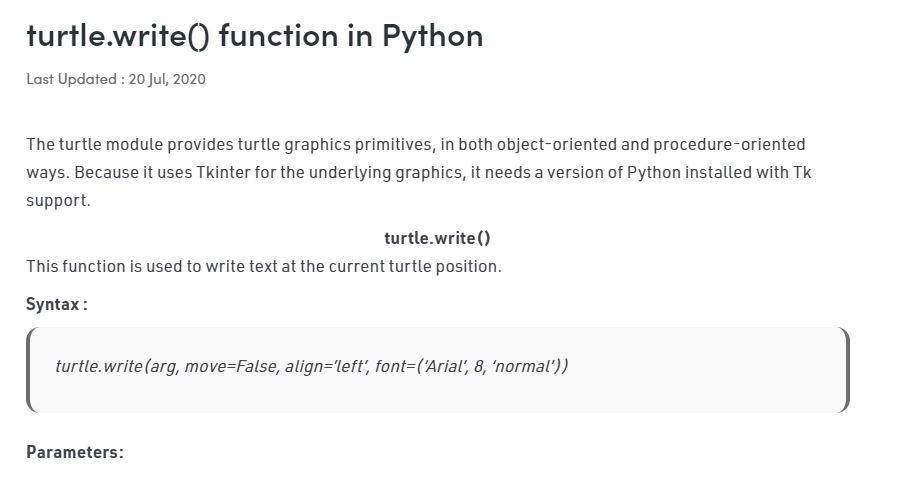 turtle.write() function in Python
Last Updated : 20 Jul, 2020
The turtle module provides turtle graphics primitives, in both object-oriented and procedure-oriented
ways. Because it uses Tkinter for the underlying graphics, it needs a version of Python installed with Tk
support.
turtle.write()
This function is used to write text at the current turtle position.
Syntax :
turtle.write(arg, move=False, align=’left’, font=(‘Arial’, 8, ‘normal’))
Parameters: